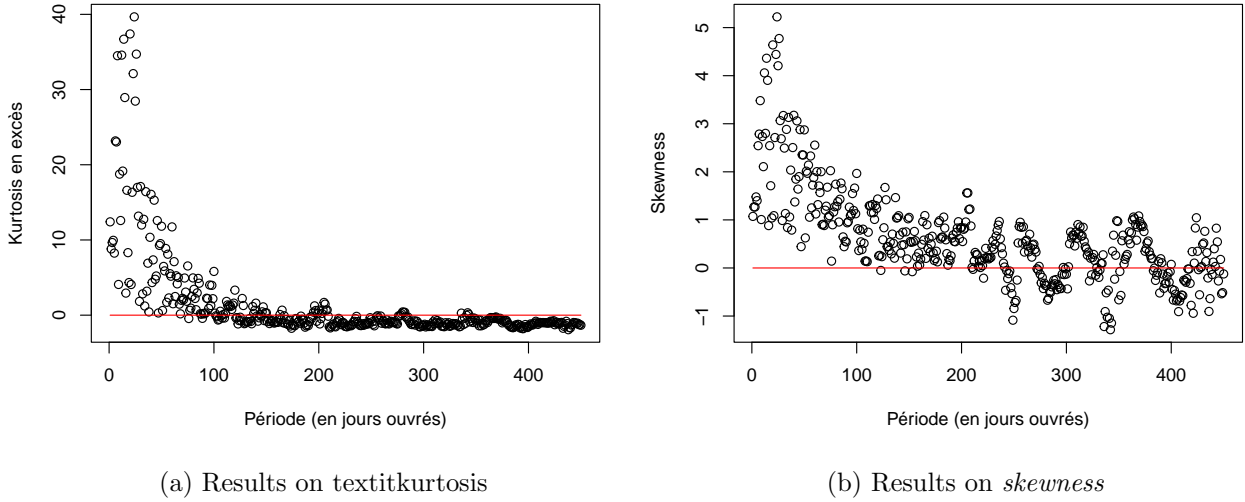 Kurtosis en excès
0 10 20 30 40
0 100 200 300 400
Période (en jours ouvrés)
(a) Results on textitkurtosis
Skewness
−1 0 1 2 3 4 5
0 100 200 300 400
Période (en jours ouvrés)
(b) Results on skewness